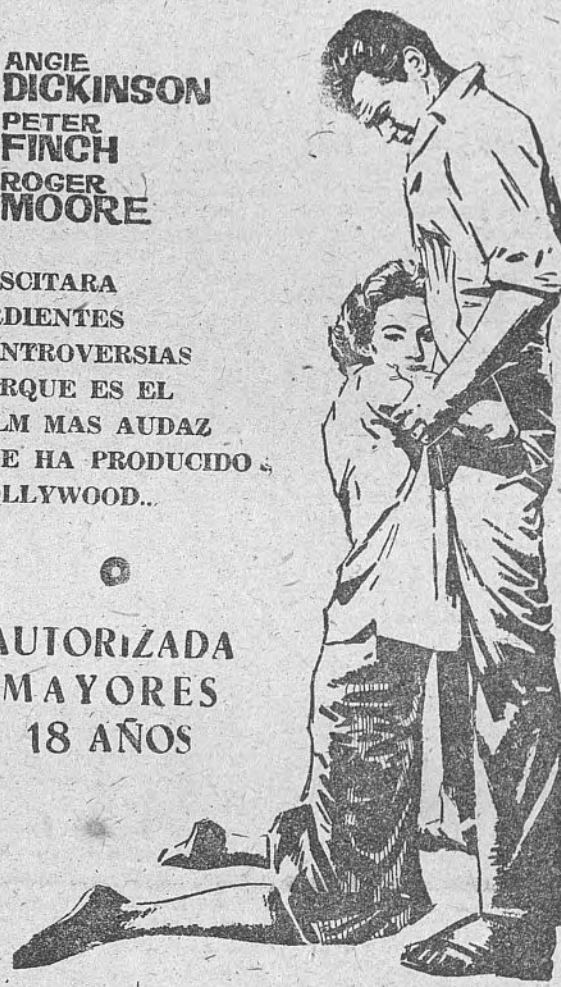 ANGIE
DICKINSON
PETER
FINCH
ROGER
MOORE
SCITARA
DIENTES
NTROVERSIAS
RQUE ES EL
LM MAS AUDAZ
E HA PRODUCIDO
LLYWOOD...
AUTORIZADA
MAYORES
18 AÑOS